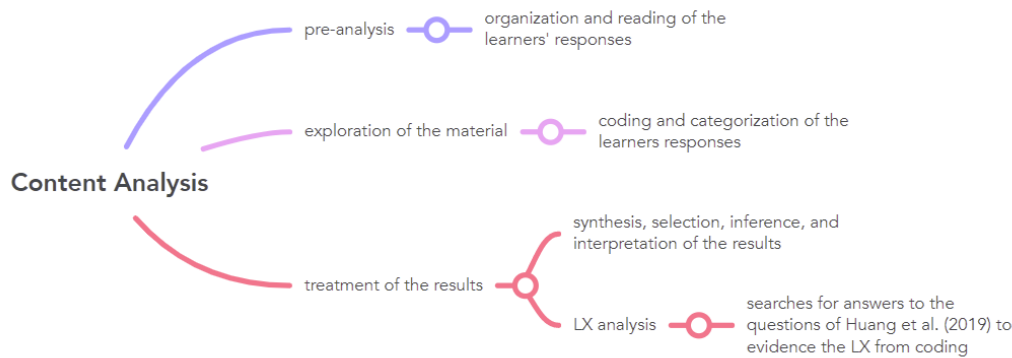 Content Analysis
pre-analysis
organization and reading of the
learners' responses
exploration of the material
coding and categorization of the
learners responses
treatment of the results
synthesis, selection, inference, and
interpretation of the results
LX analysis
searches for answers to the
questions of Huang et al. (2019) to
evidence the LX from coding